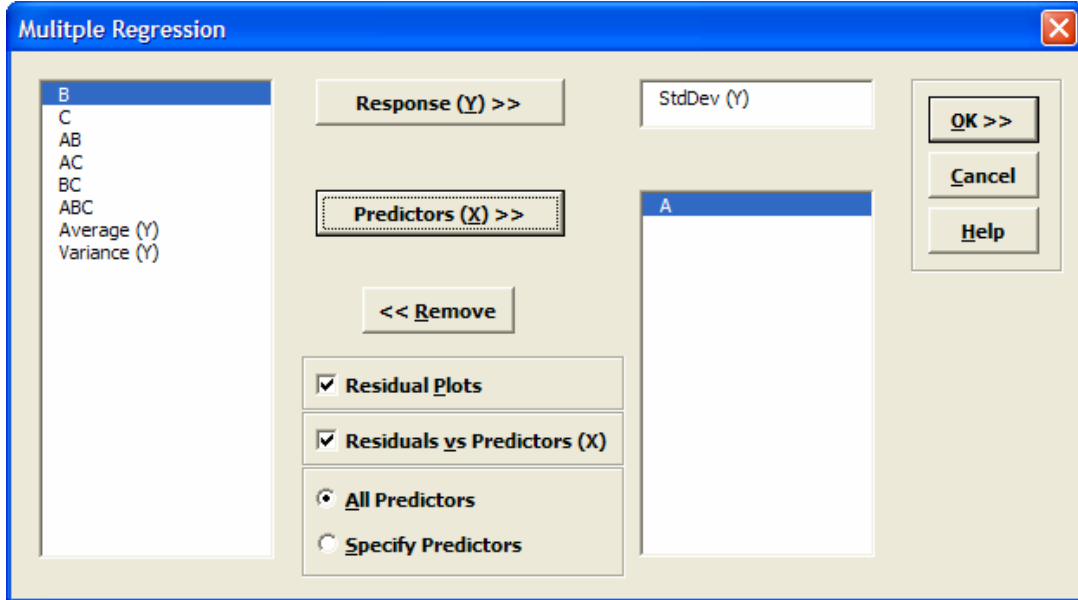 Mulitple Regression
B
C
AB
AC
BC
ABC
Average (Y)
Variance (Y)
Response (Y) >>
StdDev (Y)
Predictors (X) >>
A
<< Remove
Residual Plots
Residuals vs Predictors (X)
All Predictors
Specify Predictors
OK >>
Cancel
Help